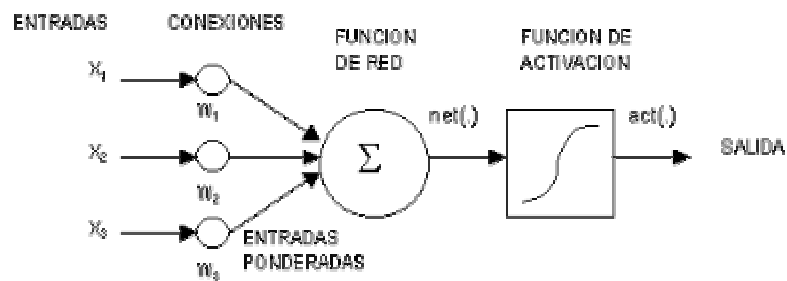 ENTRADAS
CONEXIONES
FUNCION
DE RED
FUNCION DE
ACTIVACION
X₁
W₁
X₂
W₂
X₃
W₃
Σ
net(.)
act(.)
SALIDA
ENTRADAS
PONDERADAS